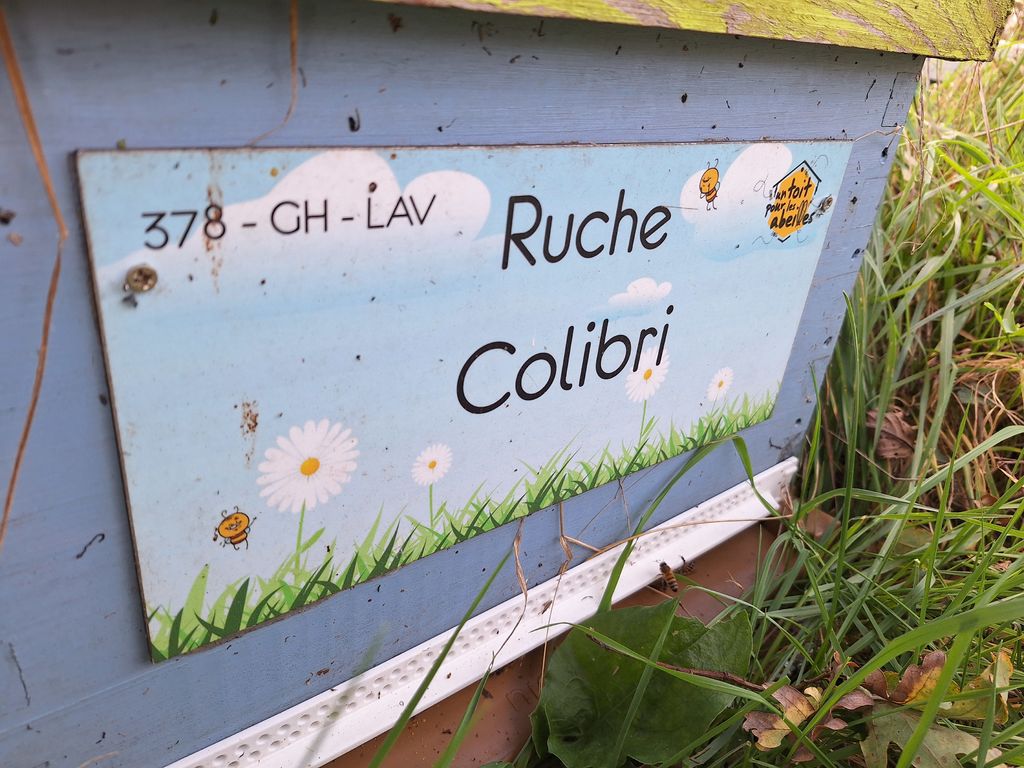 378 - GH - LAV
Ruche
Colibri
Un toit
pour les
abeilles